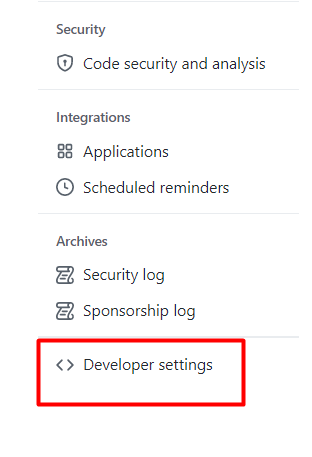 Security
Code security and analysis
Integrations
Applications
Scheduled reminders
Archives
Security log
Sponsorship log
Developer settings